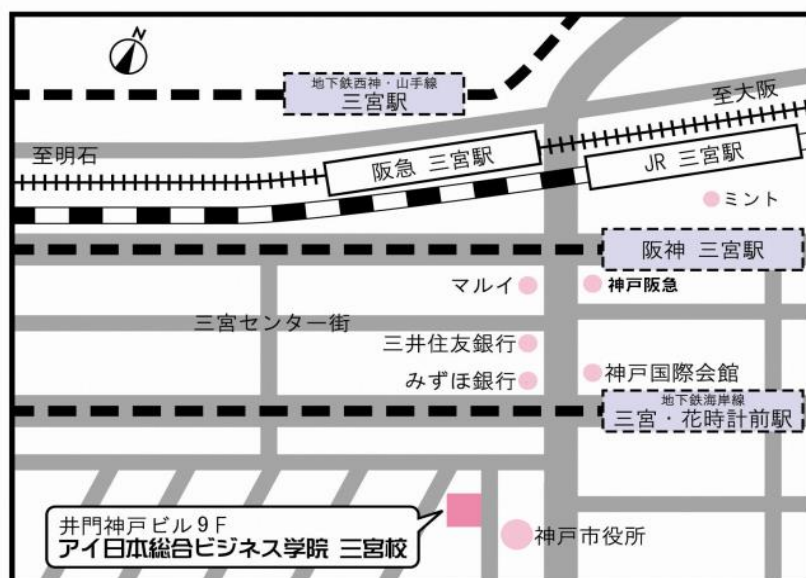 N
地下鉄西神・山手線
三宮駅
至大阪
至明石
阪急 三宮駅
JR 三宮駅
ミント
阪神 三宮駅
マルイ
神戸阪急
三宮センター街
三井住友銀行
みずほ銀行
神戸国際会館
地下鉄海岸線
三宮・花時計前駅
井門神戸ビル9F
アイ日本総合ビジネス学院 三宮校
神戸市役所